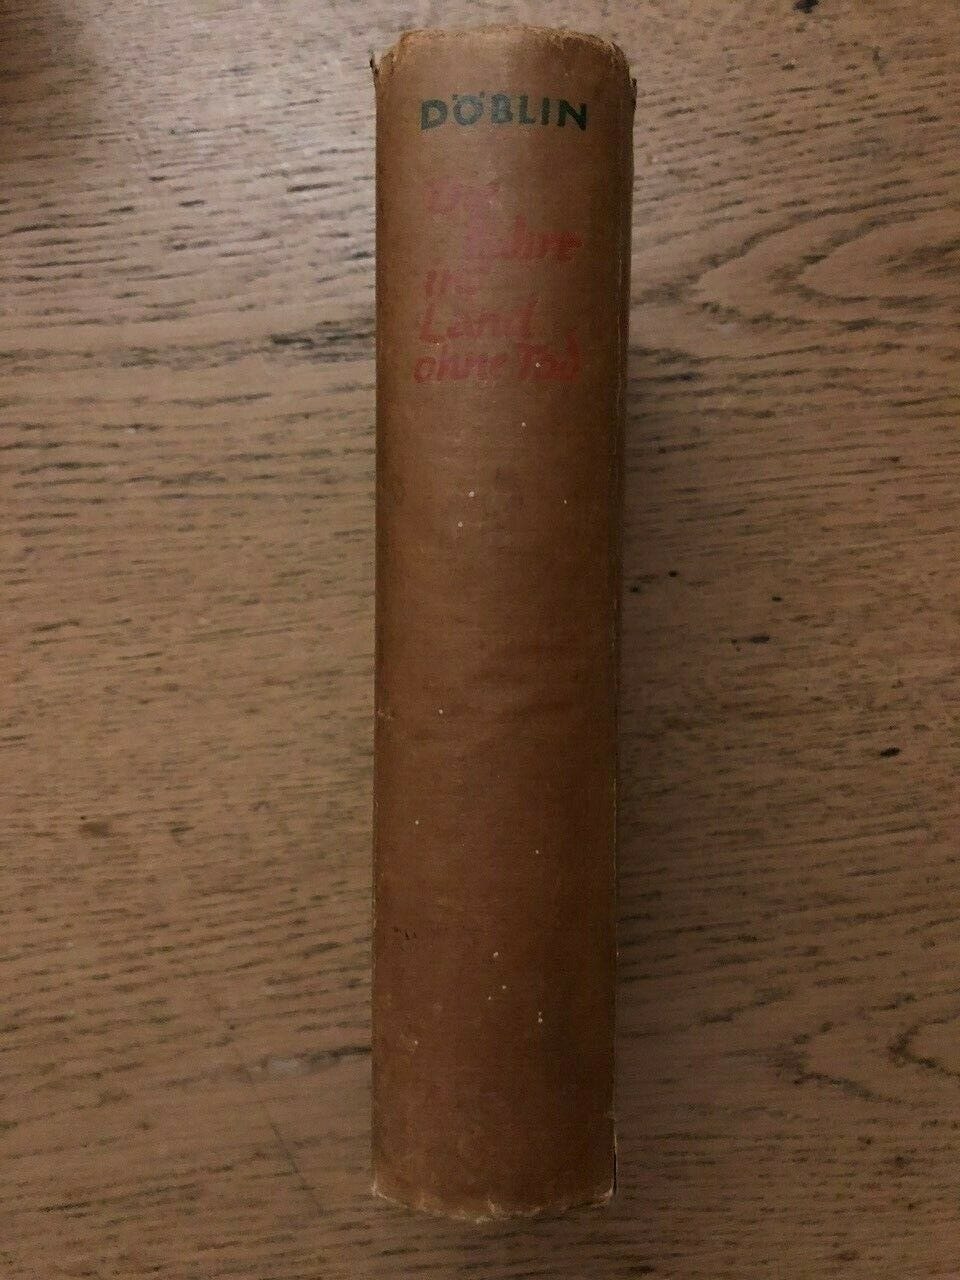 DÖBLIN
Die
Fahrt
ins
Land
ohne Tod